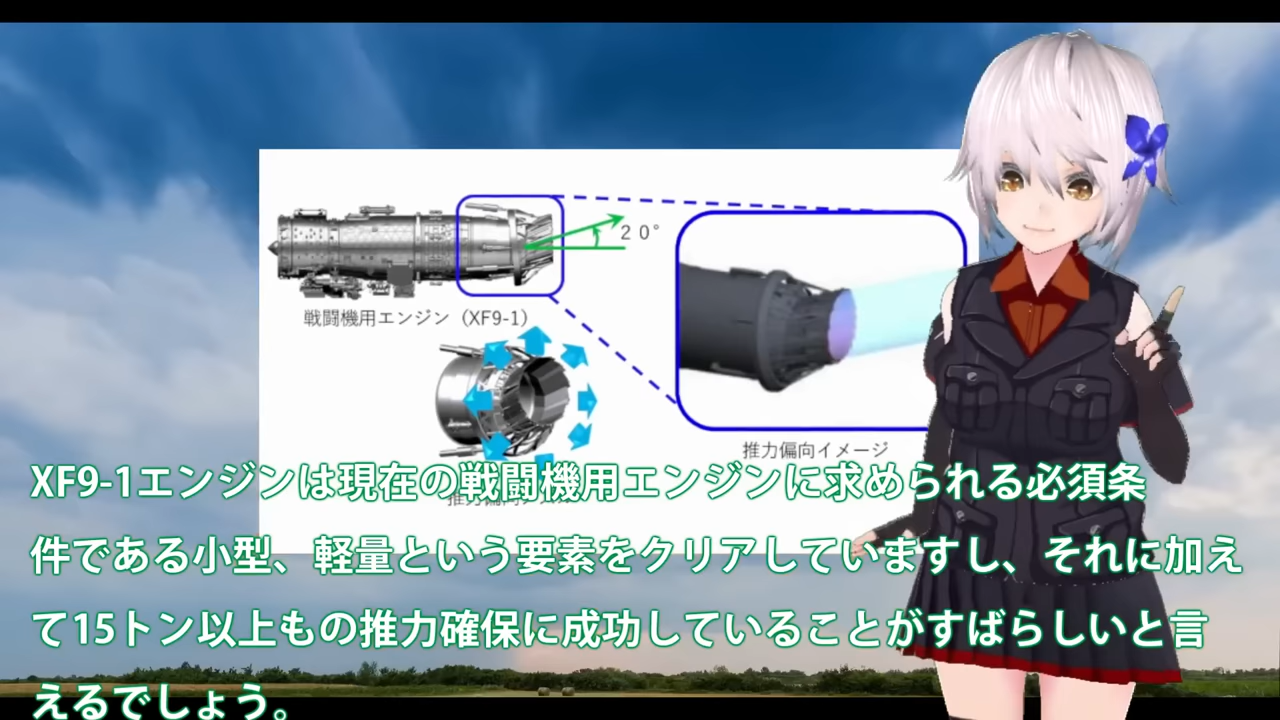 20°
戦闘機用エンジン（XF9-1）
推力偏向イメージ
XF9-1エンジンは現在の戦闘機用エンジンに求められる必須条
件である小型、軽量という要素をクリアしていますし、それに加え
て15トン以上もの推力確保に成功していることがすばらしいと言
えるでしょう。